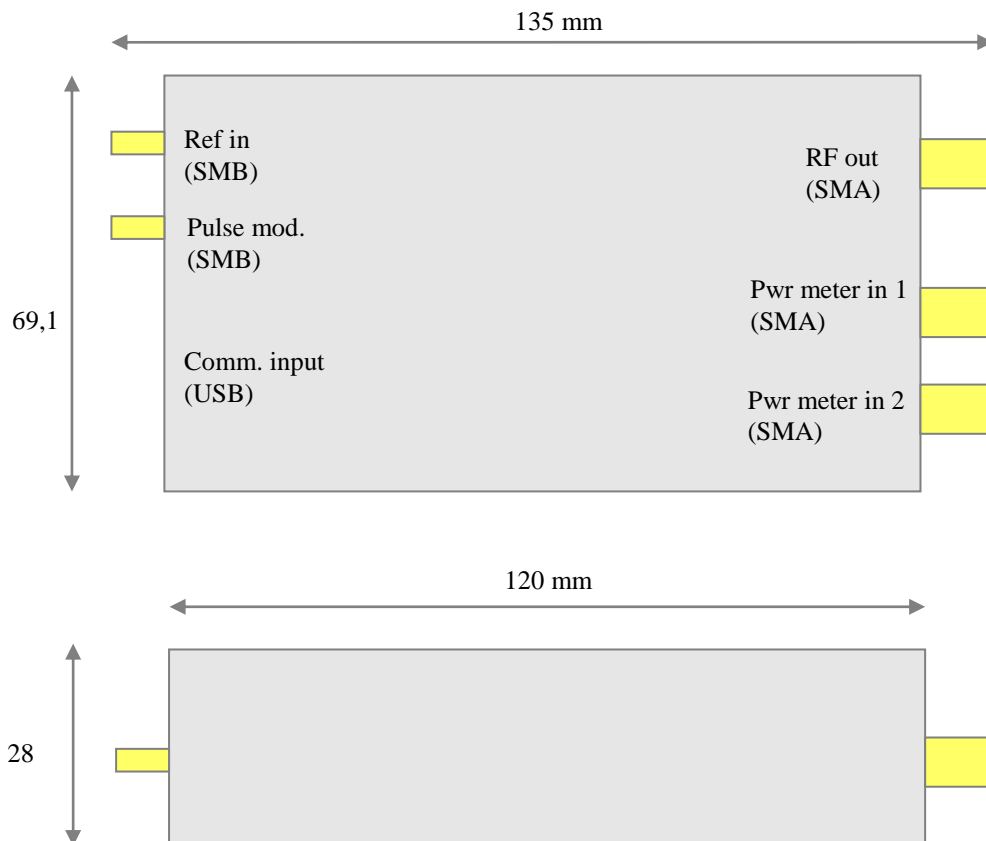 135 mm
Ref in
(SMB)
RF out
(SMA)
Pulse mod.
(SMB)
Pwr meter in 1
(SMA)
69,1
Comm. input
(USB)
Pwr meter in 2
(SMA)
120 mm
28